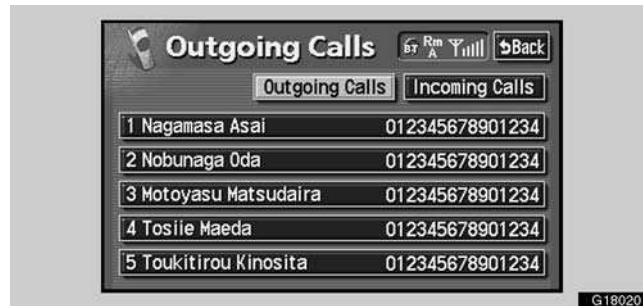 Outgoing Calls BT Rm A Back
Outgoing Calls Incoming Calls
1 Nagamasa Asai 012345678901234
2 Nobunaga Oda 012345678901234
3 Motoyasu Matsudaira 012345678901234
4 Tosiie Maeda 012345678901234
5 Toukitirou Kinosita 012345678901234
G18020